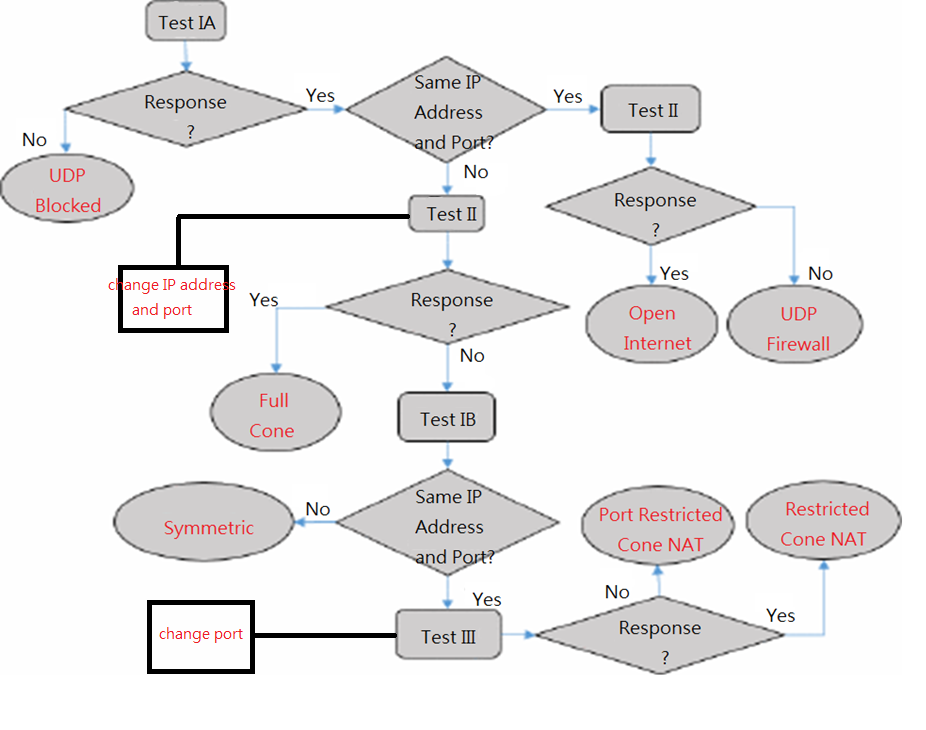 Test IA
Response
?
Yes
Same IP
Address
and Port?
Yes
Test II
No
UDP
Blocked
No
Test II
Response
?
change IP address
and port
Yes
Response
?
No
Yes
Open
Internet
No
UDP
Firewall
Full
Cone
Test IB
Same IP
Address
and Port?
No
Symmetric
Yes
Port Restricted
Cone NAT
Restricted
Cone NAT
change port
Test III
Response
?
No
Yes